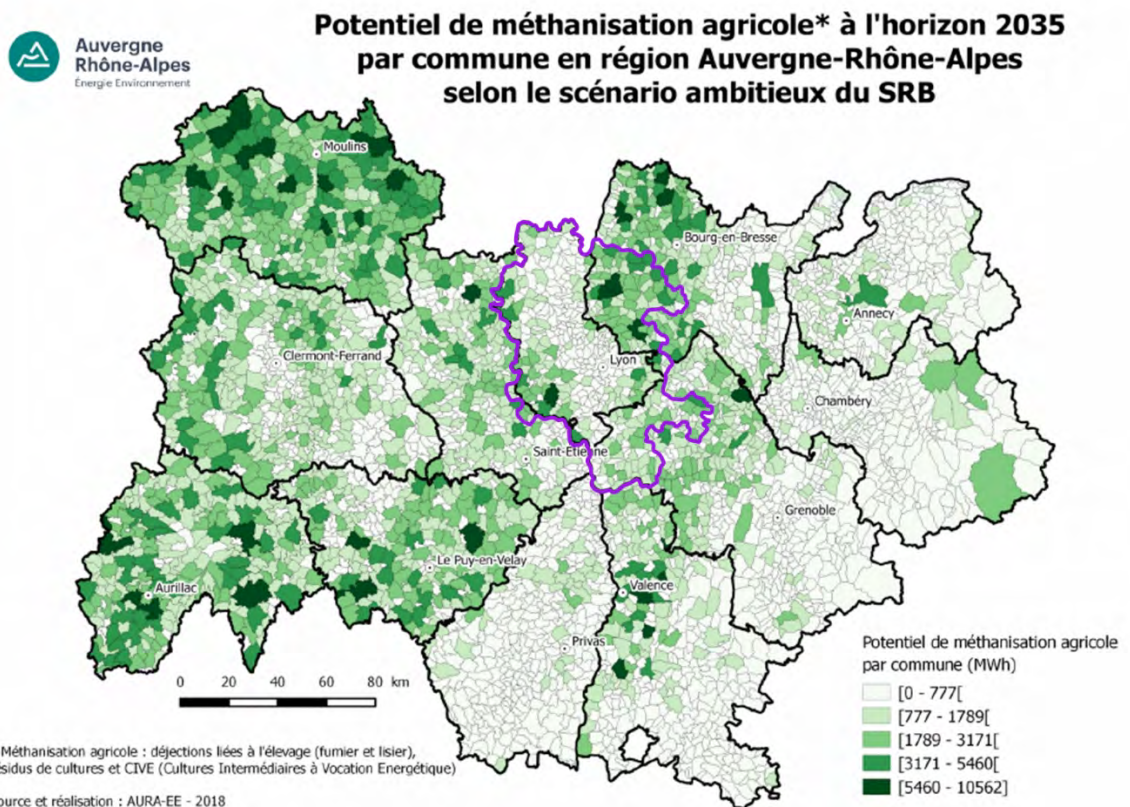 Auvergne
Rhône-Alpes
Énergie Environnement
Potentiel de méthanisation agricole* à l'horizon 2035
par commune en région Auvergne-Rhône-Alpes
selon le scénario ambitieux du SRB
Moulins
Bourg-en-Bresse
Annecy
Clermont-Ferrand
Lyon
Chambéry
Saint-Etienne
Grenoble
Le Puy-en-Velay
Aurillac
Valence
Privas
0 20 40 60 80 km
Potentiel de méthanisation agricole
par commune (MWh)
[0 - 777[
[777 - 1789[
[1789 - 3171[
[3171 - 5460[
[5460 - 10562]
Méthanisation agricole : déjections liées à l'élevage (fumier et lisier),
ésidus de cultures et CIVE (Cultures Intermédiaires à Vocation Energétique)
ource et réalisation : AURA-EE - 2018